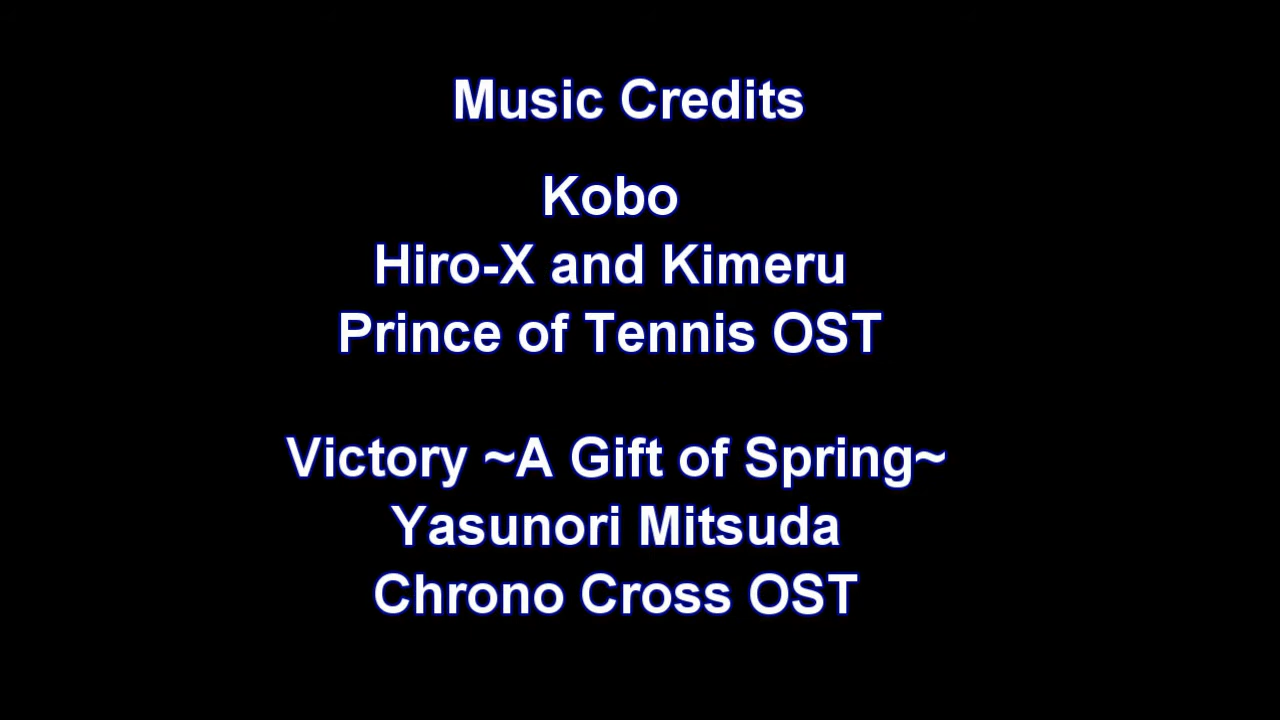 Music Credits
Kobo
Hiro-X and Kimeru
Prince of Tennis OST
Victory ~A Gift of Spring~
Yasunori Mitsuda
Chrono Cross OST